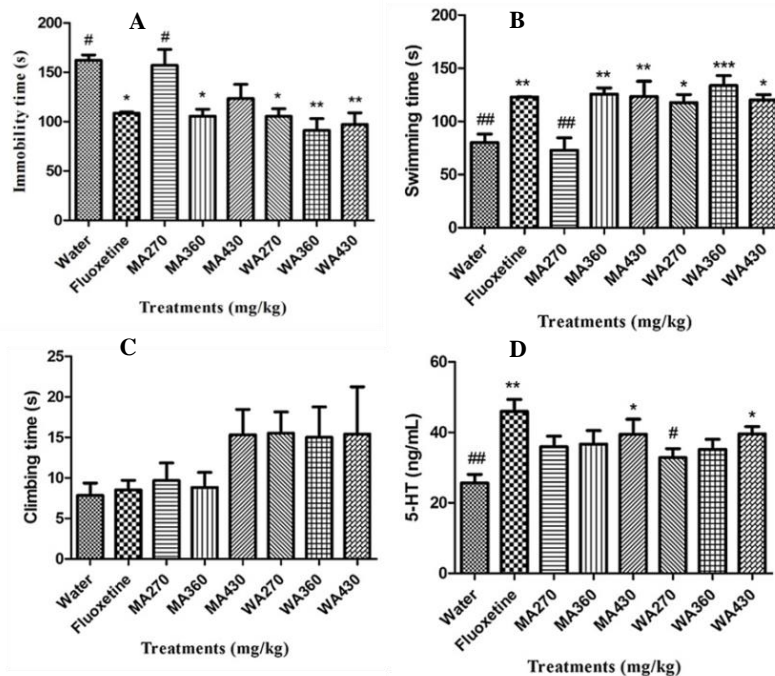 A
Immobility time (s)
200
150
100
50
0
#
*
#
*
*
**
**
Water
Fluoxetine
MA270
MA360
MA430
WA270
WA360
WA430
Treatments (mg/kg)
B
Swimming time (s)
200
150
100
50
0
##
**
##
**
**
*
***
*
Water
Fluoxetine
MA270
MA360
MA430
WA270
WA360
WA430
Treatments (mg/kg)
C
Climbing time (s)
25
20
15
10
5
0
Water
Fluoxetine
MA270
MA360
MA430
WA270
WA360
WA430
Treatments (mg/kg)
D
5-HT (ng/mL)
60
40
20
0
##
**
*
#
*
Water
Fluoxetine
MA270
MA360
MA430
WA270
WA360
WA430
Treatments (mg/kg)